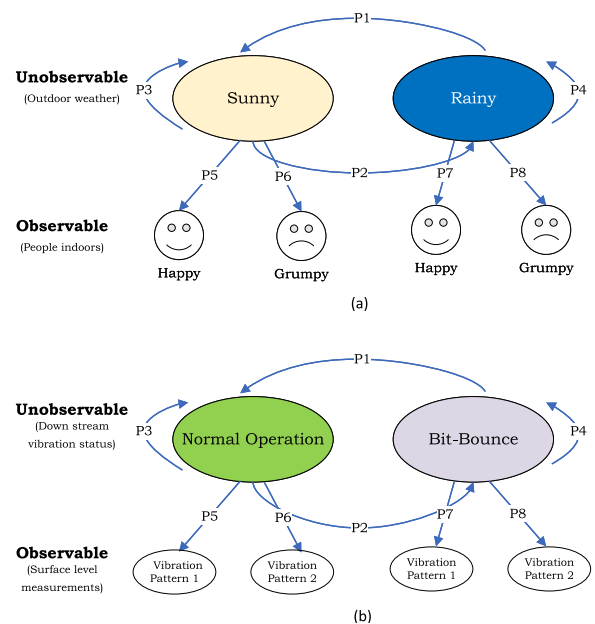 P1
Unobservable
(Outdoor weather)
P3
Sunny
Rainy
P4
P5
P6
P2
P7
P8
Observable
(People indoors)
Happy
Grumpy
Happy
Grumpy
(a)
P1
Unobservable
(Down stream
vibration status)
P3
Normal Operation
Bit-Bounce
P4
P5
P6
P2
P7
P8
Observable
(Surface level
measurements)
Vibration
Pattern 1
Vibration
Pattern 2
Vibration
Pattern 1
Vibration
Pattern 2
(b)